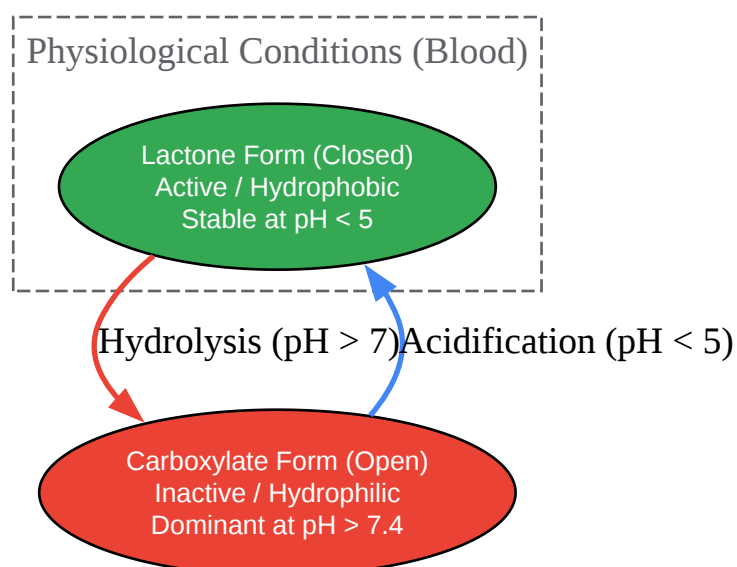 Physiological Conditions (Blood)
Lactone Form (Closed)
Active / Hydrophobic
Stable at pH < 5
Hydrolysis (pH > 7)
Acidification (pH < 5)
Carboxylate Form (Open)
Inactive / Hydrophilic
Dominant at pH > 7.4